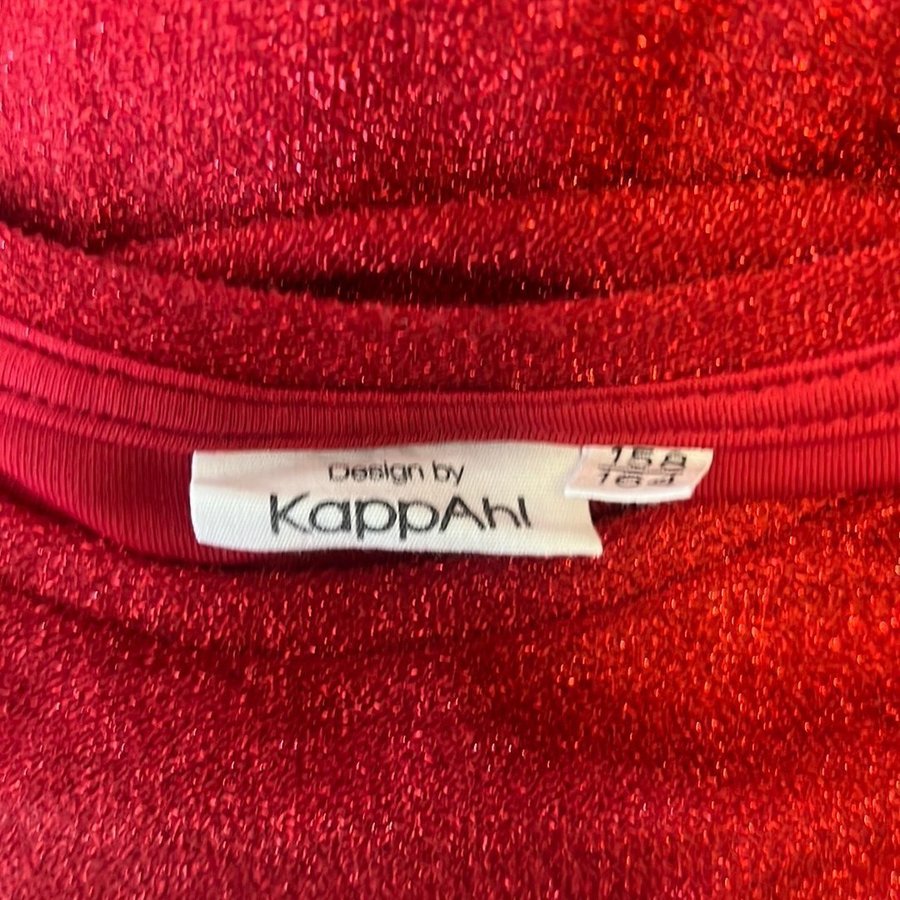 Design by
KappAhl
158
164